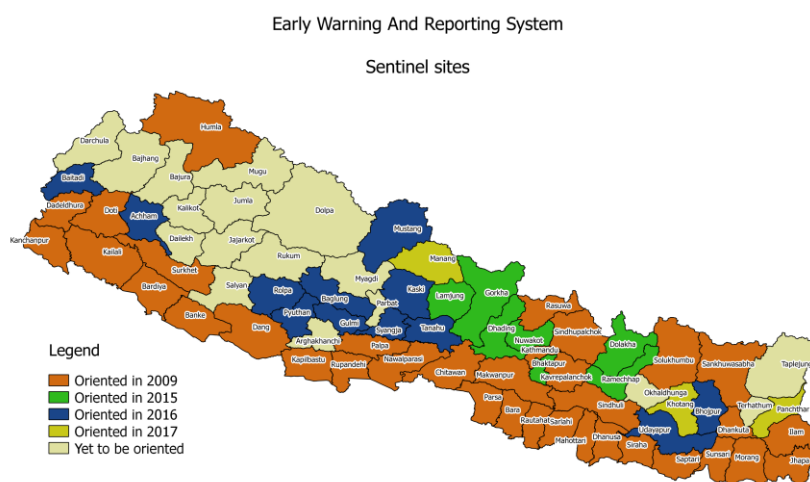 Early Warning And Reporting System
Sentinel sites
Humla
Darchula
Bajhang
Bajura
Mugu
Baitadi
Dadeldhura
Doti
Achham
Kalikot
Jumla
Dolpa
Mustang
Kanchanpur
Kailali
Dailekh
Jajarkot
Rukum
Manang
Surkhet
Myagdi
Bardiya
Salyan
Rolpa
Baglung
Parbat
Kaski
Lamjung
Gorkha
Rasuwa
Banke
Dang
Pyuthan
Gulmi
Syangja
Tanahu
Dhading
Nuwakot
Sindhupalchok
Dolakha
Arghakhanchi
Palpa
Kathmandu
Bhaktapur
Solukhumbu
Sankhuwasabha
Taplejung
Kapilbastu
Rupandehi
Nawalparasi
Chitawan
Makwanpur
Kavrepalanchok
Ramechhap
Okhaldhunga
Khotang
Bhojpur
Terhathum
Panchthar
Parsa
Bara
Rautahat
Sarlahi
Sindhuli
Mahottari
Dhanusa
Siraha
Udayapur
Dhankuta
Ilam
Saptari
Sunsari
Morang
Jhapa
Legend
Oriented in 2009
Oriented in 2015
Oriented in 2016
Oriented in 2017
Yet to be oriented